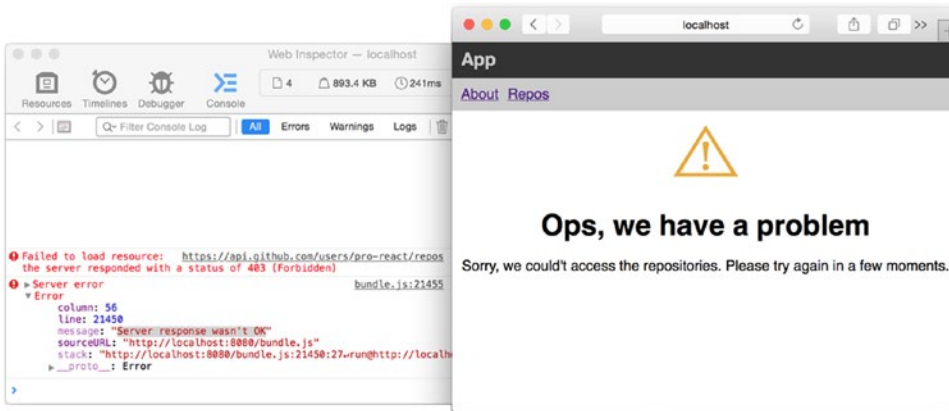 Web Inspector — localhost
Resources Timelines Debugger Console
4 893.4 KB 241ms
Filter Console Log All Errors Warnings Logs
Failed to load resource: https://api.github.com/users/pro-react/repos
the server responded with a status of 403 (Forbidden)
Server error bundle.js:21455
Error
column: 56
line: 21450
message: "Server response wasn't OK"
sourceURL: "http://localhost:8080/bundle.js"
stack: "http://localhost:8080/bundle.js:21450:27↵run@http://localh
__proto__: Error
localhost
App
About Repos
Ops, we have a problem
Sorry, we could't access the repositories. Please try again in a few moments.